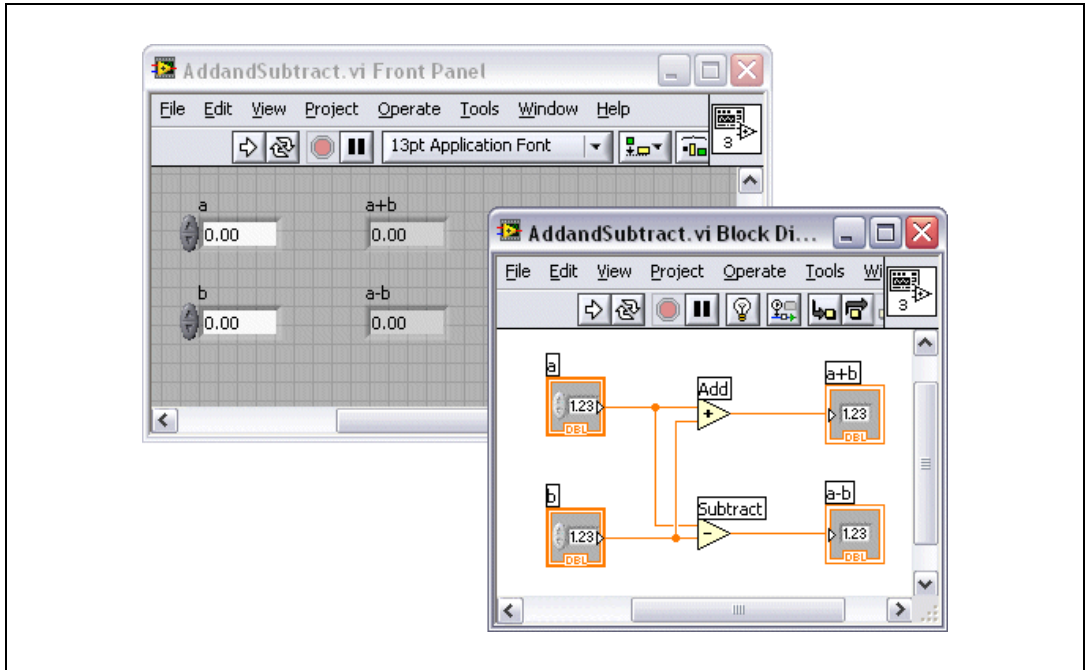 AddandSubtract.vi Front Panel
File Edit View Project Operate Tools Window Help
13pt Application Font
3
a
0.00
a+b
0.00
b
0.00
a-b
0.00
AddandSubtract.vi Block Di...
File Edit View Project Operate Tools Wi
3
a
1.23
DBL
Add
+
a+b
1.23
DBL
b
1.23
DBL
Subtract
-
a-b
1.23
DBL